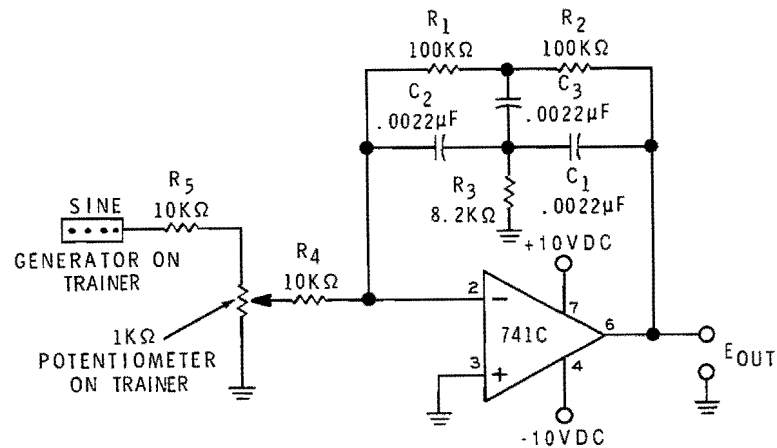 R1
100KΩ
R2
100KΩ
C2
.0022µF
C3
.0022µF
R3
8.2KΩ
C1
.0022µF
R5
10KΩ
SINE
GENERATOR ON
TRAINER
R4
10KΩ
1KΩ
POTENTIOMETER
ON TRAINER
+10VDC
2
−
7
741C
6
3
+
4
EOUT
-10VDC